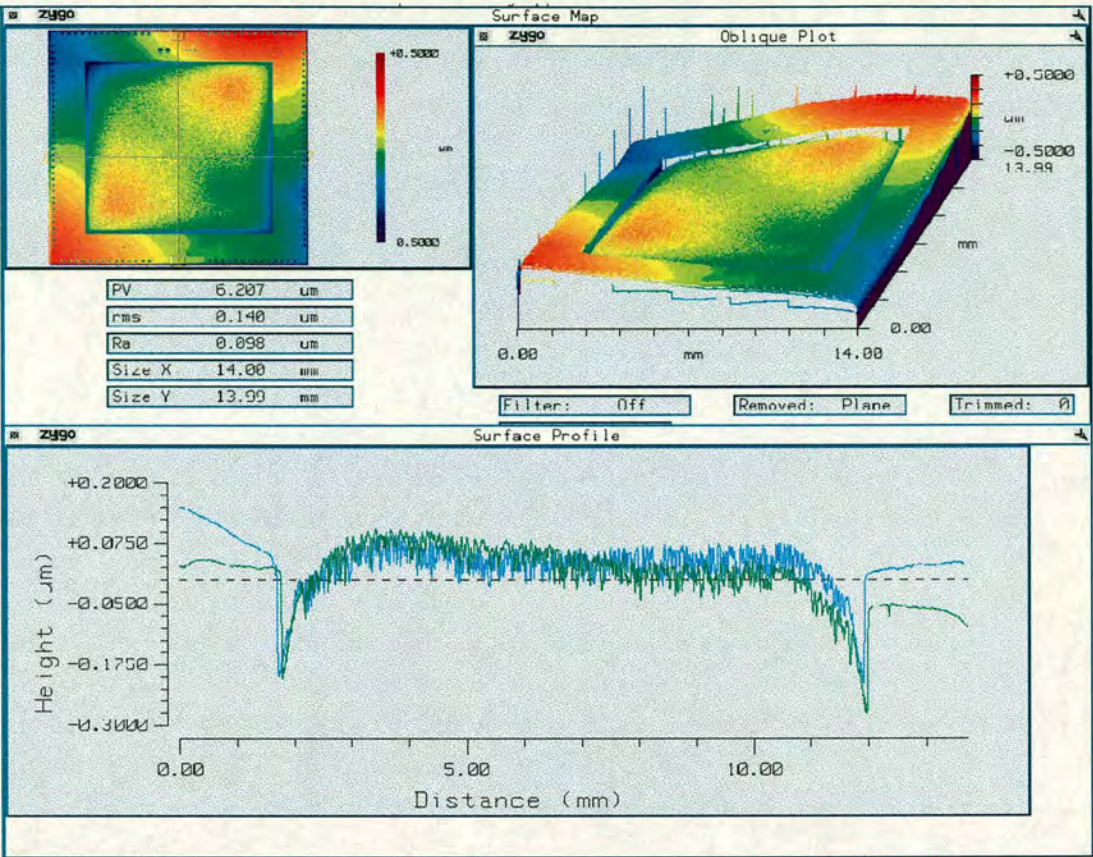 zygo Surface Map
zygo Oblique Plot
+0.5000
um
0.5000
+0.5000
um
-0.5000
13.99
mm
0.00
0.00 mm 14.00
PV 6.207 um
rms 0.140 um
Ra 0.098 um
Size X 14.00 mm
Size Y 13.99 mm
Filter: Off
Removed: Plane
Trimmed: 0
zygo Surface Profile
+0.2000
+0.0750
-0.0500
-0.1750
-0.3000
Height (µm)
0.00 5.00 10.00
Distance (mm)